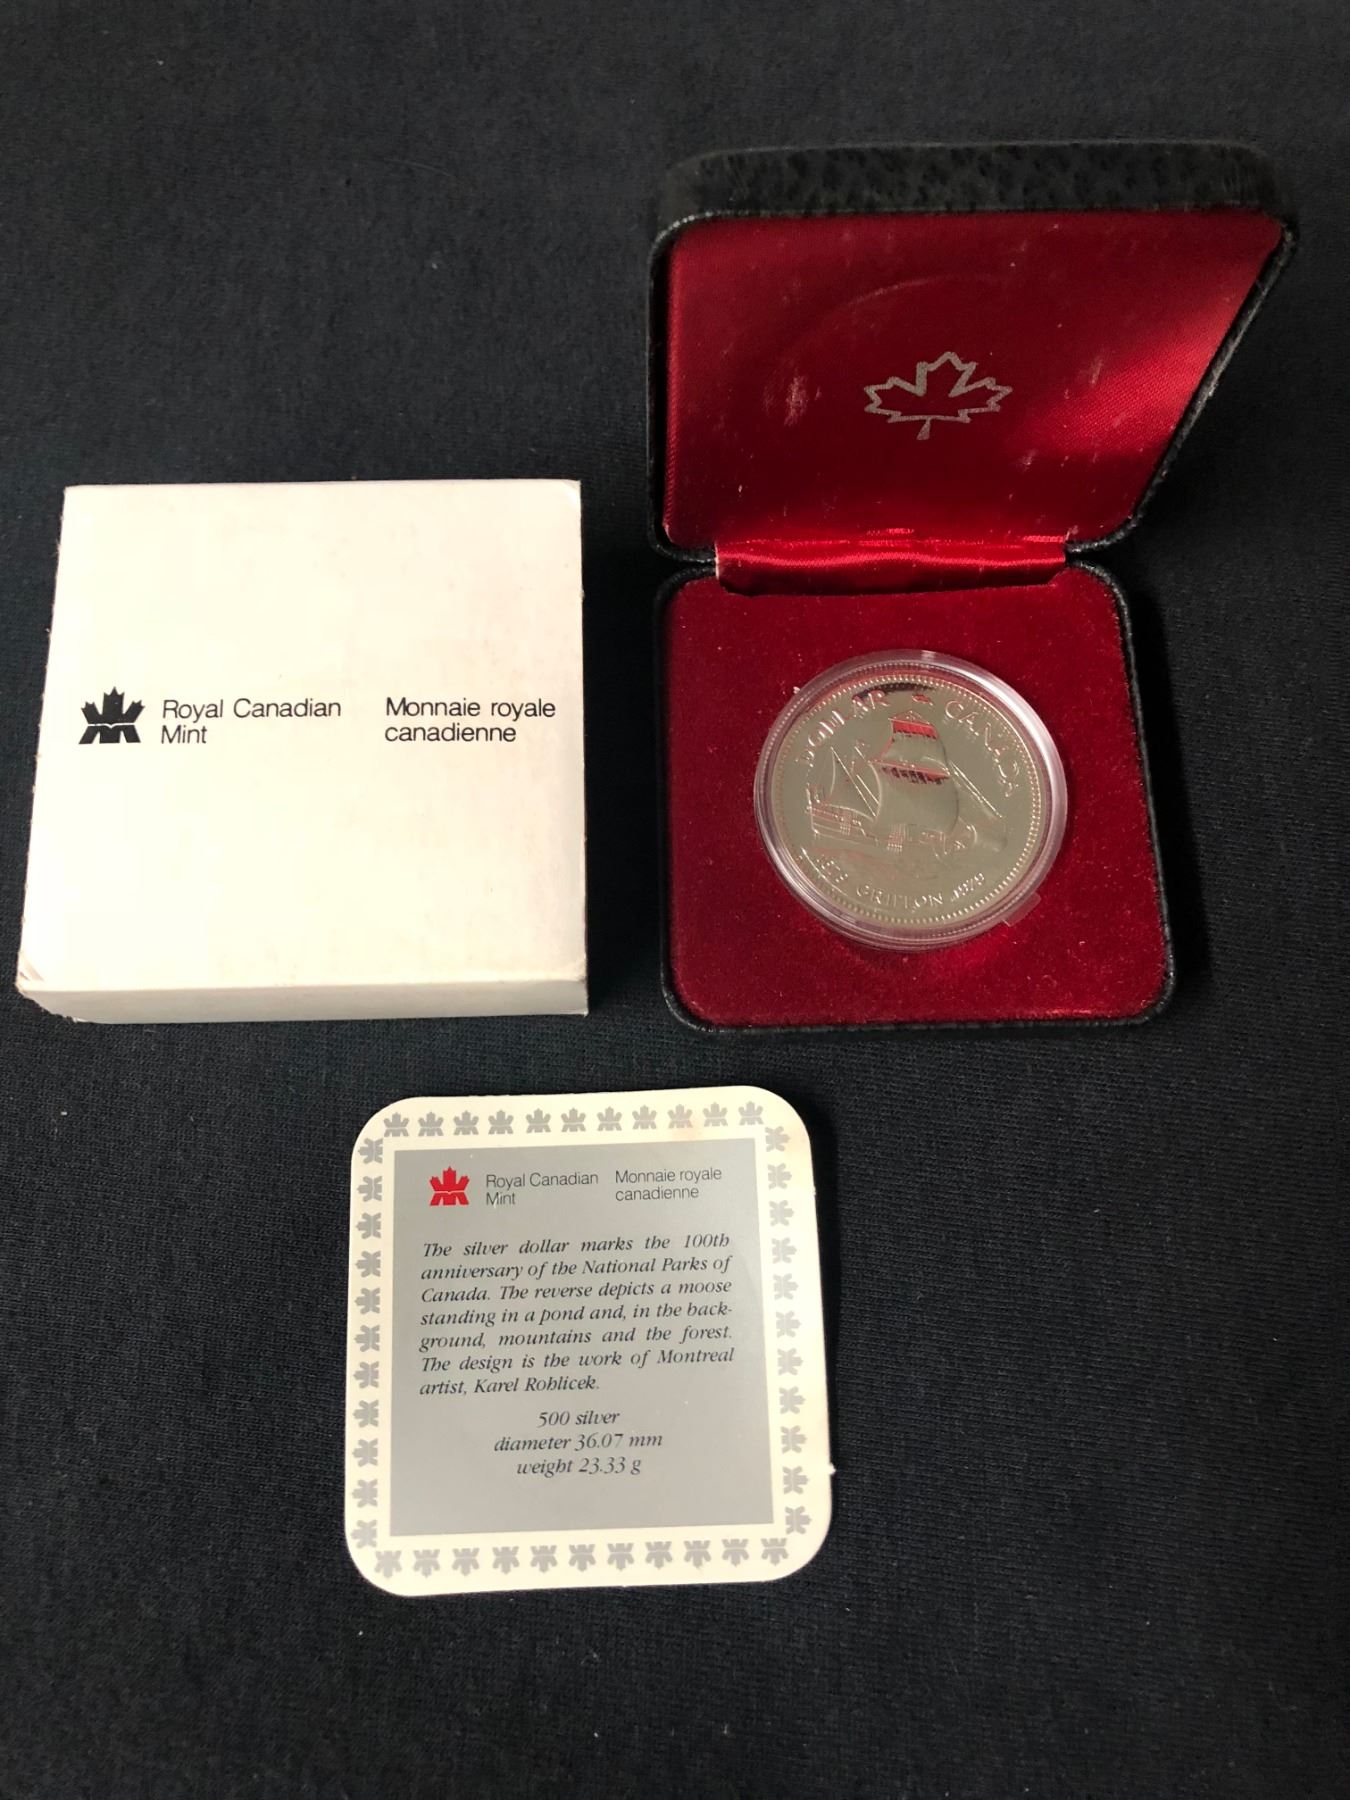 Royal Canadian Mint
Monnaie royale canadienne
DOLLAR CANADA
1679 GRIFFON 1979
Royal Canadian Mint
Monnaie royale canadienne
The silver dollar marks the 100th
anniversary of the National Parks of
Canada. The reverse depicts a moose
standing in a pond and, in the back-
ground, mountains and the forest.
The design is the work of Montreal
artist, Karel Rohlicek.
500 silver
diameter 36.07 mm
weight 23.33 g